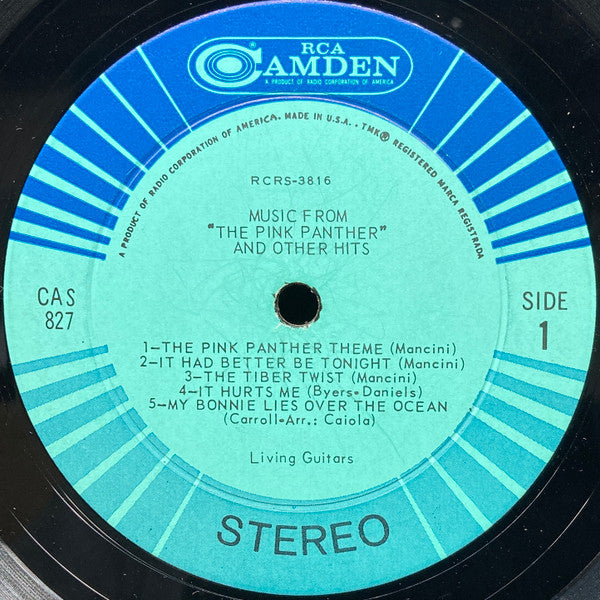 RCA
CAMDEN
®
A PRODUCT OF RADIO CORPORATION OF AMERICA
A PRODUCT OF RADIO CORPORATION OF AMERICA. MADE IN U.S.A. • TMK® REGISTERED MARCA REGISTRADA
RCRS-3816
MUSIC FROM
"THE PINK PANTHER"
AND OTHER HITS
CAS
827
SIDE
1
1-THE PINK PANTHER THEME (Mancini)
2-IT HAD BETTER BE TONIGHT (Mancini)
3-THE TIBER TWIST (Mancini)
4-IT HURTS ME (Byers-Daniels)
5-MY BONNIE LIES OVER THE OCEAN
(Carroll-Arr.: Caiola)
Living Guitars
STEREO